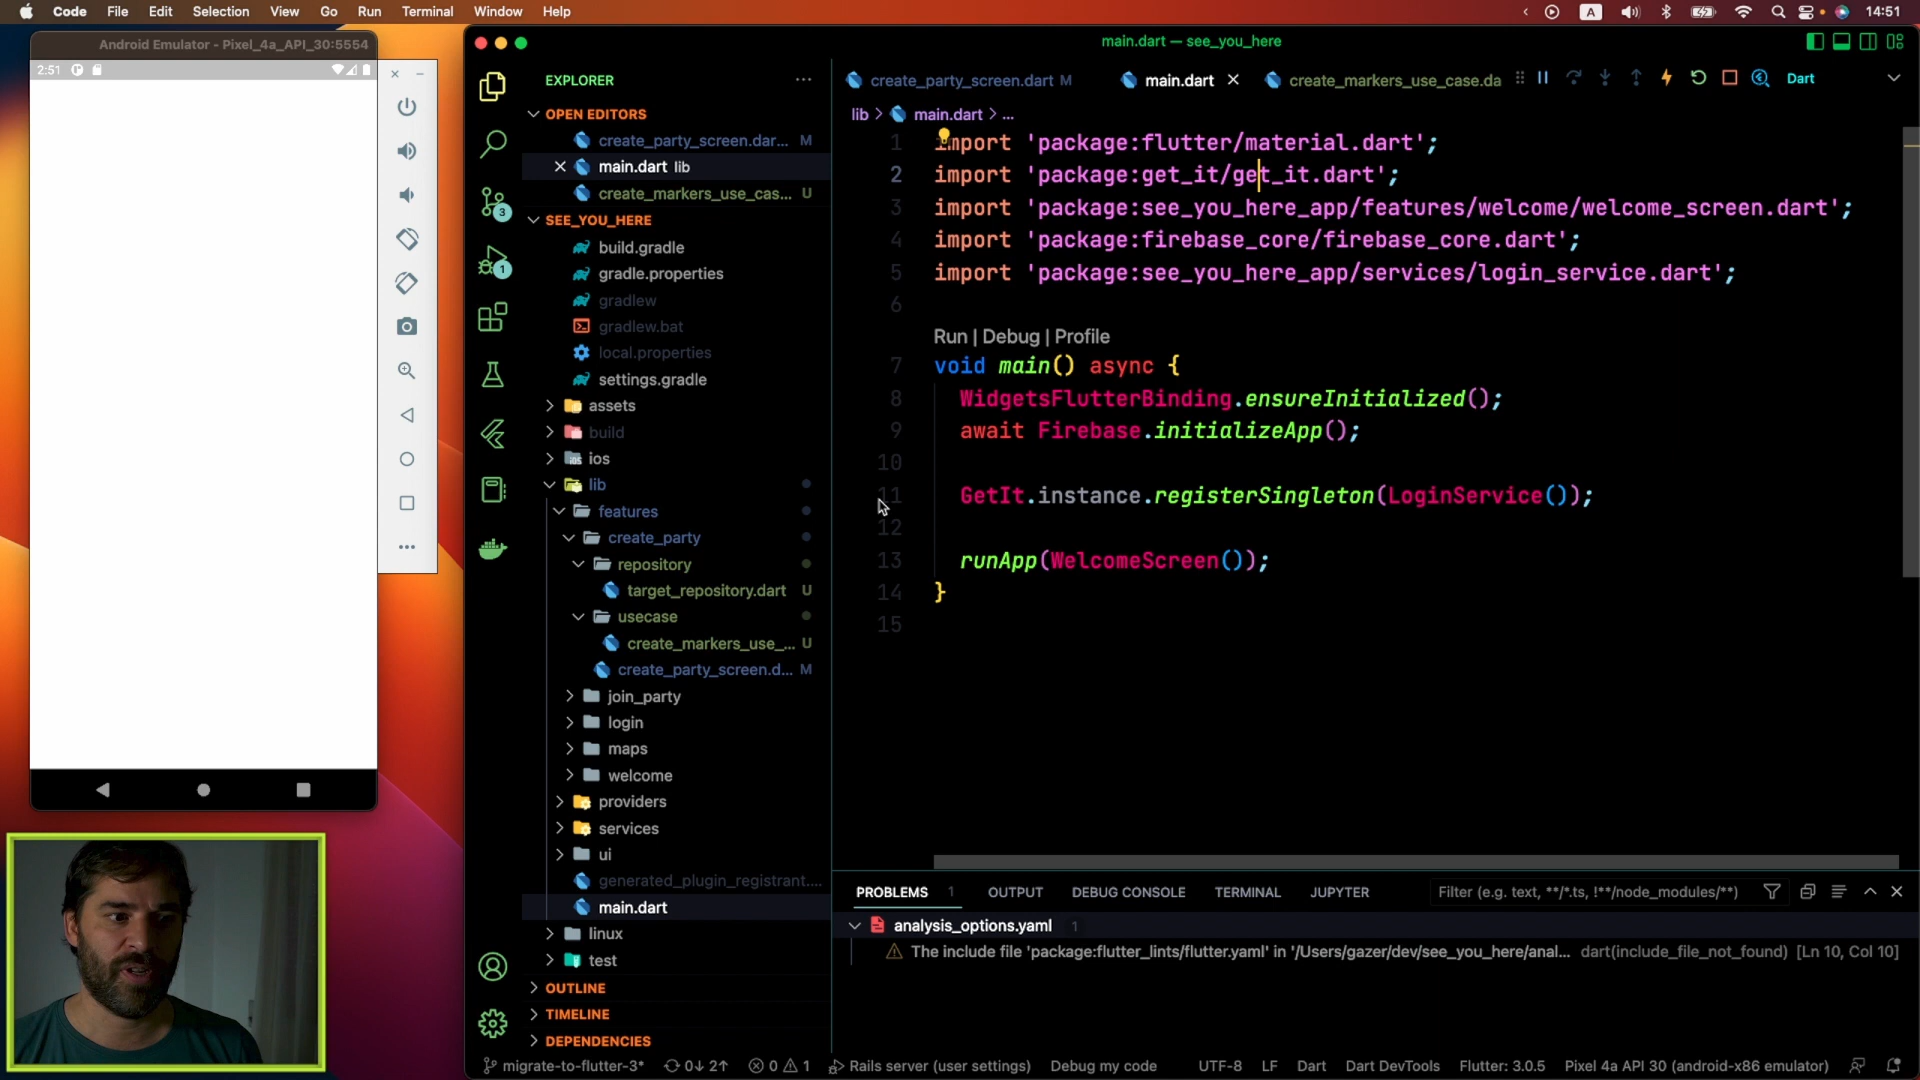 Code File Edit Selection View Go Run Terminal Window Help
A
14:51
Android Emulator - Pixel_4a_API_30:5554
2:51
main.dart — see_you_here
EXPLORER
OPEN EDITORS
create_party_screen.dar... M
main.dart lib
create_markers_use_cas... U
SEE_YOU_HERE
build.gradle
gradle.properties
gradlew
gradlew.bat
local.properties
settings.gradle
assets
build
ios
lib
features
create_party
repository
target_repository.dart U
usecase
create_markers_use_... U
create_party_screen.d... M
join_party
login
maps
welcome
providers
services
ui
generated_plugin_registrant....
main.dart
linux
test
OUTLINE
TIMELINE
DEPENDENCIES
3
1
create_party_screen.dart M
main.dart
create_markers_use_case.da
Dart
lib > main.dart > ...
1 import 'package:flutter/material.dart';
2 import 'package:get_it/get_it.dart';
3 import 'package:see_you_here_app/features/welcome/welcome_screen.dart';
4 import 'package:firebase_core/firebase_core.dart';
5 import 'package:see_you_here_app/services/login_service.dart';
6
Run | Debug | Profile
7 void main() async {
8 WidgetsFlutterBinding.ensureInitialized();
9 await Firebase.initializeApp();
10
11 GetIt.instance.registerSingleton(LoginService());
12
13 runApp(WelcomeScreen());
14 }
15
PROBLEMS 1 OUTPUT DEBUG CONSOLE TERMINAL JUPYTER
Filter (e.g. text, **/*.ts, !**/node_modules/**)
analysis_options.yaml 1
The include file 'package:flutter_lints/flutter.yaml' in '/Users/gazer/dev/see_you_here/anal... dart(include_file_not_found) [Ln 10, Col 10]
migrate-to-flutter-3* 0↓ 2↑ 0 1 Rails server (user settings) Debug my code UTF-8 LF Dart Dart DevTools Flutter: 3.0.5 Pixel 4a API 30 (android-x86 emulator)